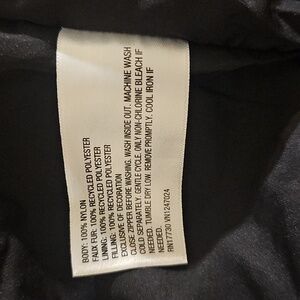 BODY: 100% NYLON
FAUX FUR: 100% RECYCLED POLYESTER
LINING: 100% RECYCLED POLYESTER
FILLING: 100% RECYCLED POLYESTER
EXCLUSIVE OF DECORATION
CLOSE ZIPPER BEFORE WASHING. WASH INSIDE OUT. MACHINE WASH
COLD SEPARATELY. GENTLE CYCLE. ONLY NON-CHLORINE BLEACH IF
NEEDED. TUMBLE DRY LOW. REMOVE PROMPTLY. COOL IRON IF
NEEDED.
RN17730 VN1247024